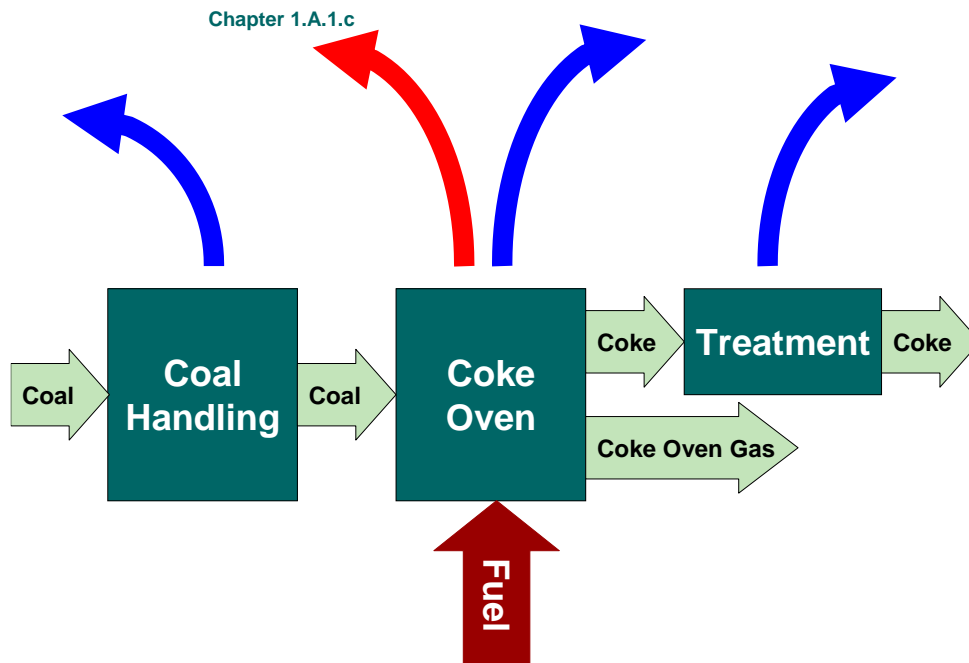 Chapter 1.A.1.c
Coal
Coal
Handling
Coal
Coke
Oven
Coke
Treatment
Coke
Coke Oven Gas
Fuel